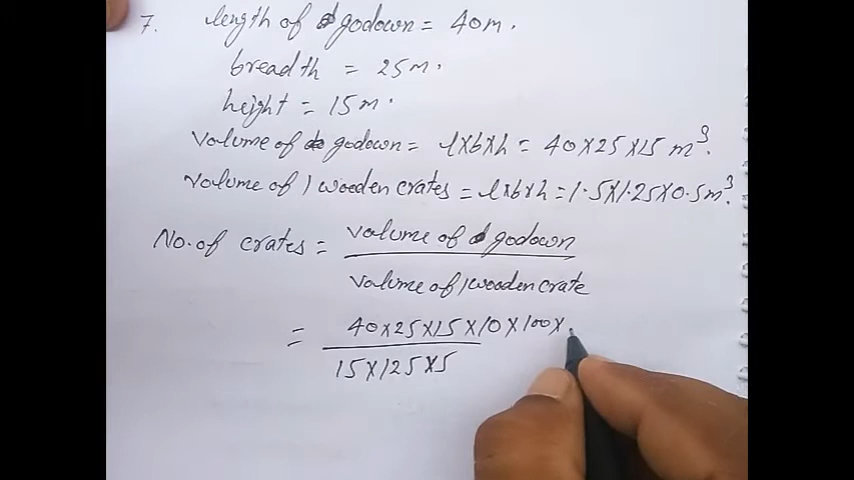 7. length of godown = 40m.
breadth = 25m.
height = 15m.
volume of godown = l×b×h = 40×25×15 m³.
volume of 1 wooden crates = l×b×h = 1.5×1.25×0.5m³.
No. of crates = volume of godown
volume of 1 wooden crate
= 40×25×15×10×100×
15×125×5